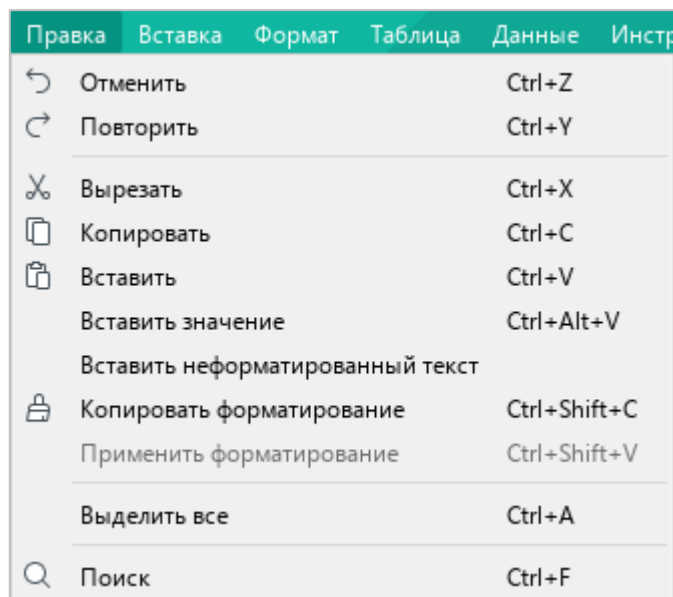 Правка Вставка Формат Таблица Данные
Отменить Ctrl+Z
Повторить Ctrl+Y
Вырезать Ctrl+X
Копировать Ctrl+C
Вставить Ctrl+V
Вставить значение Ctrl+Alt+V
Вставить неформатированный текст
Копировать форматирование Ctrl+Shift+C
Применить форматирование Ctrl+Shift+V
Выделить все Ctrl+A
Поиск Ctrl+F